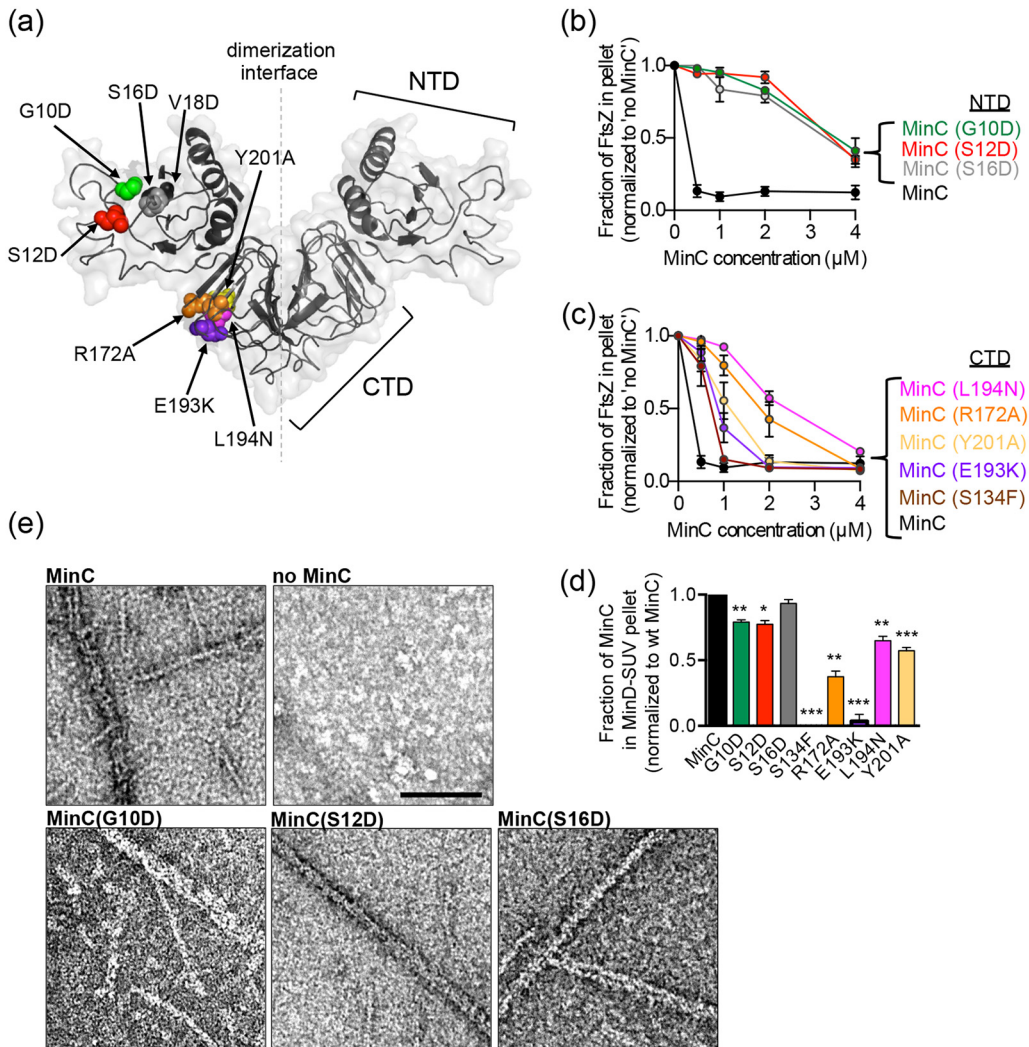 (a)
dimerization
interface
NTD
S16D
V18D
G10D
Y201A
S12D
R172A
E193K
L194N
CTD
(b)
Fraction of FtsZ in pellet
(normalized to 'no MinC')
1.0
0.5
0.0
0 1 2 3 4
MinC concentration (µM)
NTD
MinC (G10D)
MinC (S12D)
MinC (S16D)
MinC
(c)
Fraction of FtsZ in pellet
(normalized to 'no MinC')
1.0
0.5
0.0
0 1 2 3 4
MinC concentration (µM)
CTD
MinC (L194N)
MinC (R172A)
MinC (Y201A)
MinC (E193K)
MinC (S134F)
MinC
(d)
Fraction of MinC
in MinD-SUV pellet
(normalized to wt MinC)
1.0
0.5
0.0
** * *** ** *** ** ***
MinC G10D S12D S16D S134F R172A E193K L194N Y201A
(e)
MinC
no MinC
MinC(G10D)
MinC(S12D)
MinC(S16D)